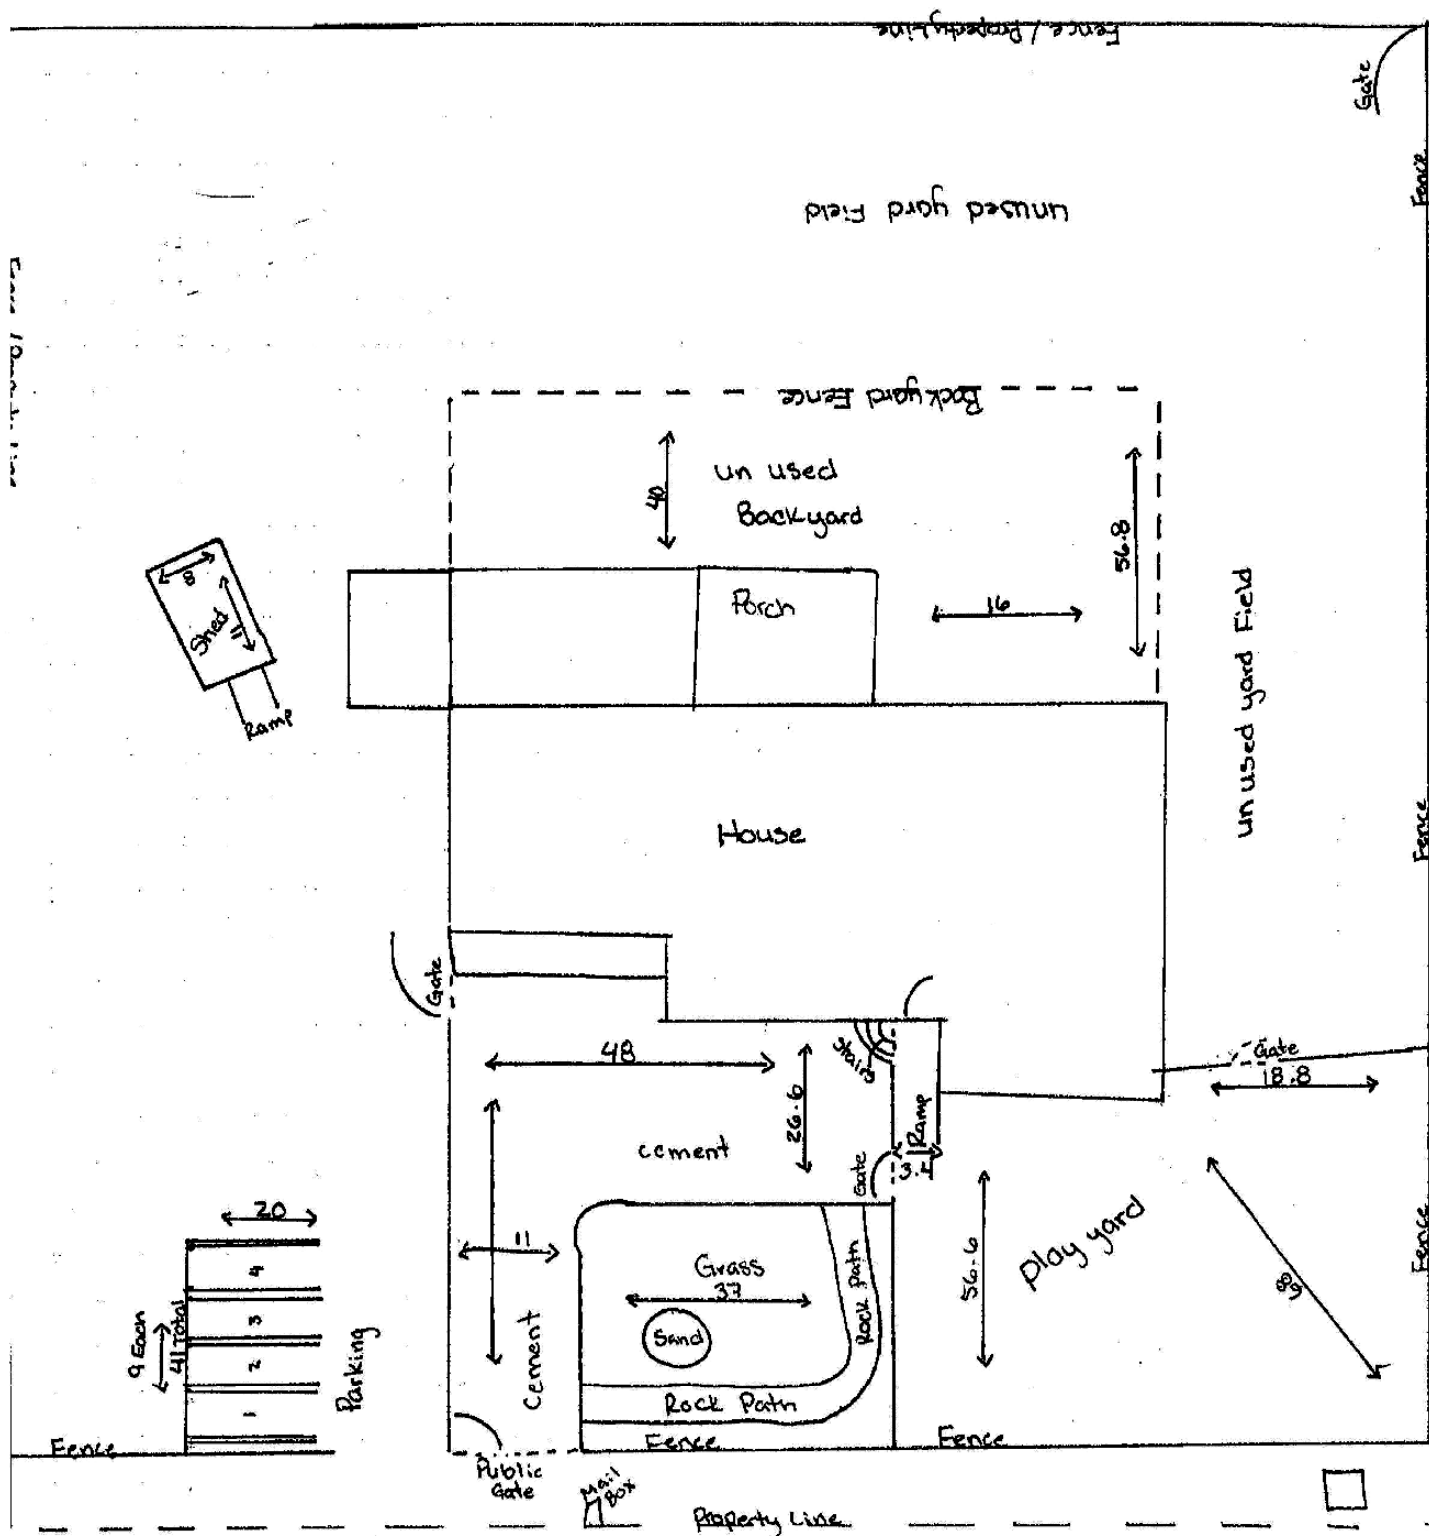 Fence / Property Line
Gate
Fence
unused yard Field
Backyard Fence
un used
Backyard
40
56.8
Porch
16
8
Shed
11
Ramp
unused yard Field
House
Fence
Gate
48
Stairs
26.6
Ramp
Gate
18.8
cement
Gate
56.6
Play yard
89
Fence
20
11
Grass
37
Sand
Rock Path
Rock Path
cement
4
3
2
1
9 Each
41 Total
Parking
Fence
Fence
Fence
Public
Gate
Mail
Box
Property Line